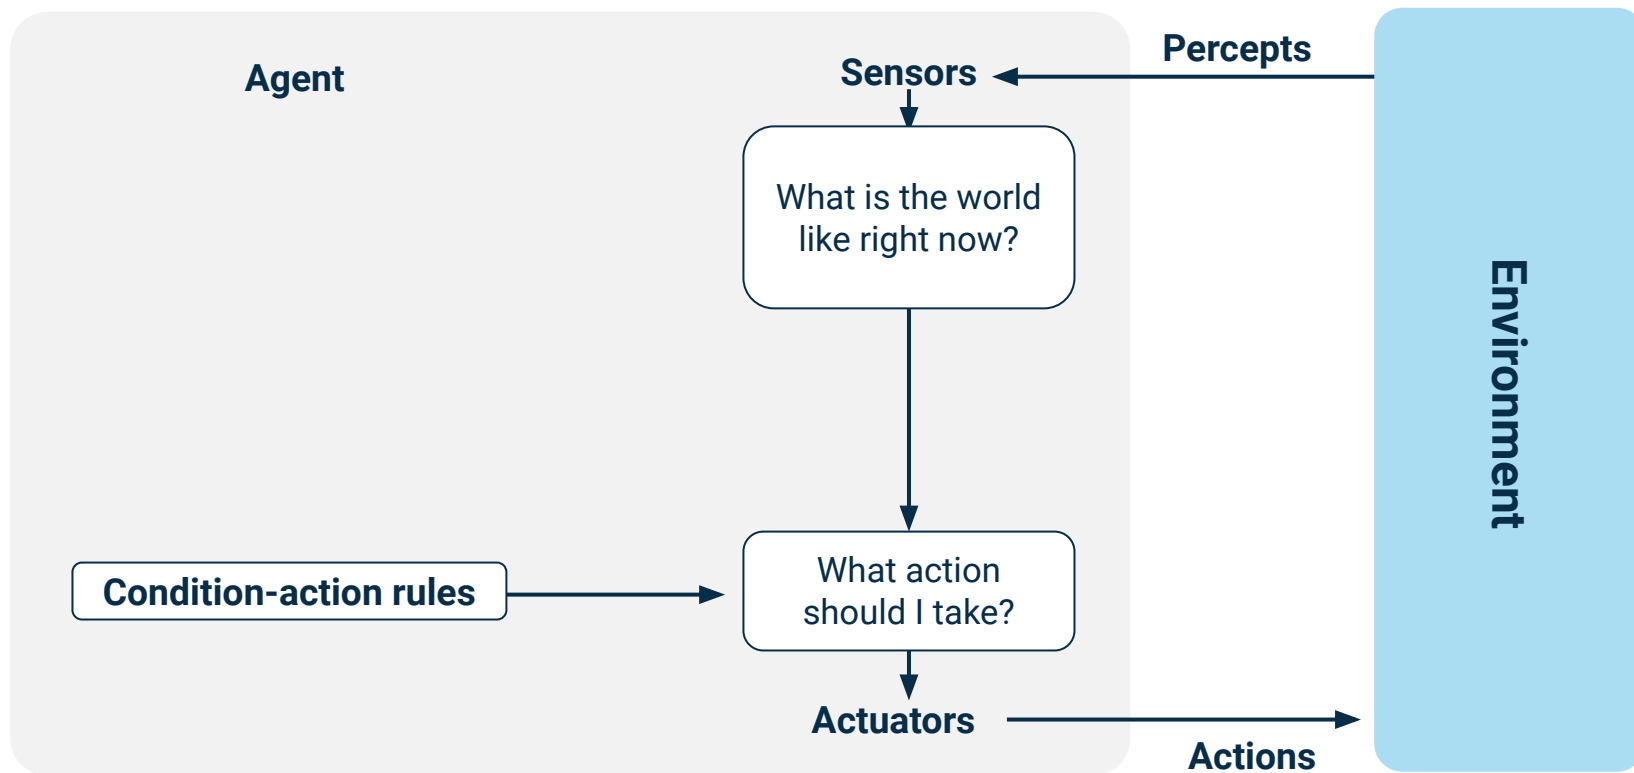 Agent
Sensors
Percepts
What is the world
like right now?
Environment
Condition-action rules
What action
should I take?
Actuators
Actions